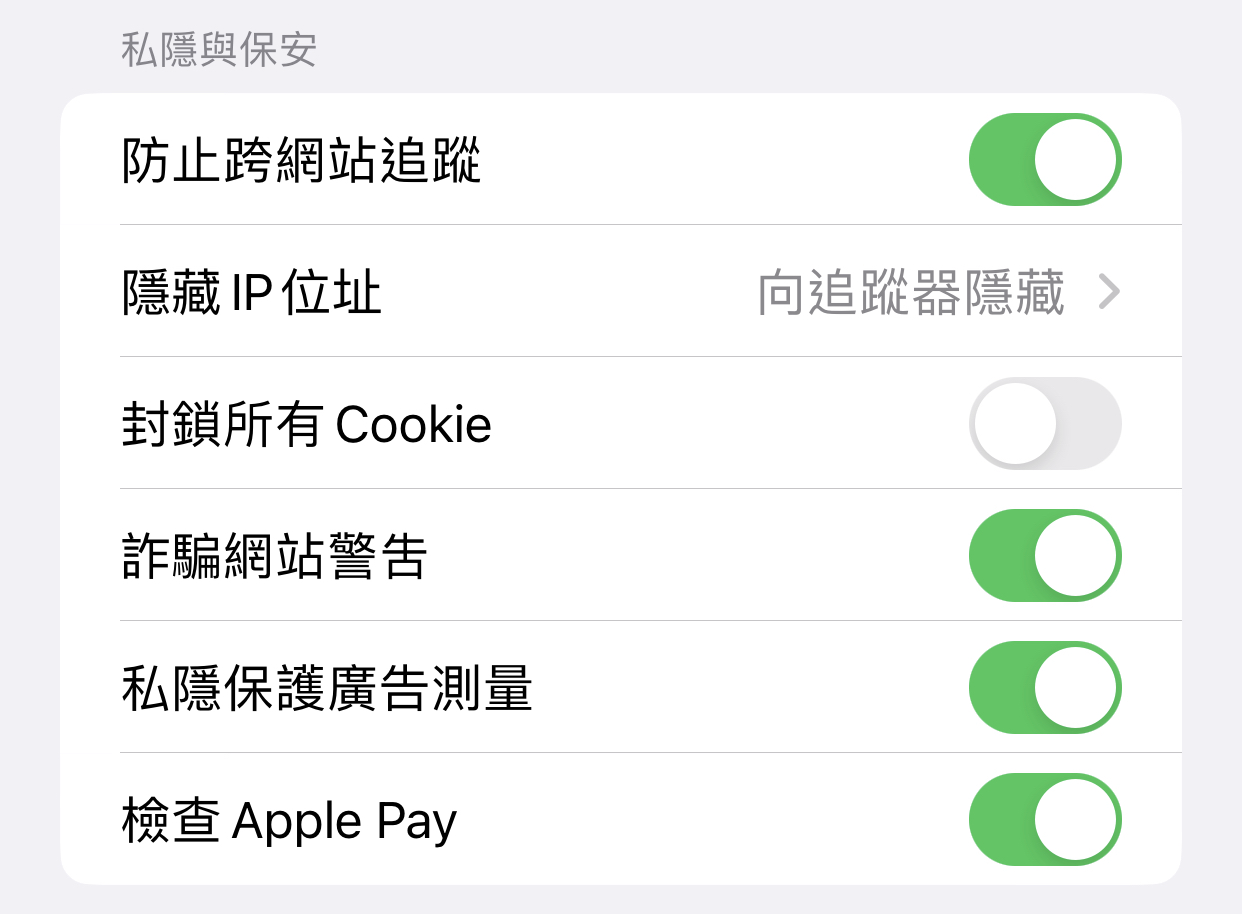 私隱與保安
防止跨網站追蹤
隱藏 IP 位址
向追蹤器隱藏
封鎖所有 Cookie
詐騙網站警吿
私隱保護廣告測量
檢查 Apple Pay